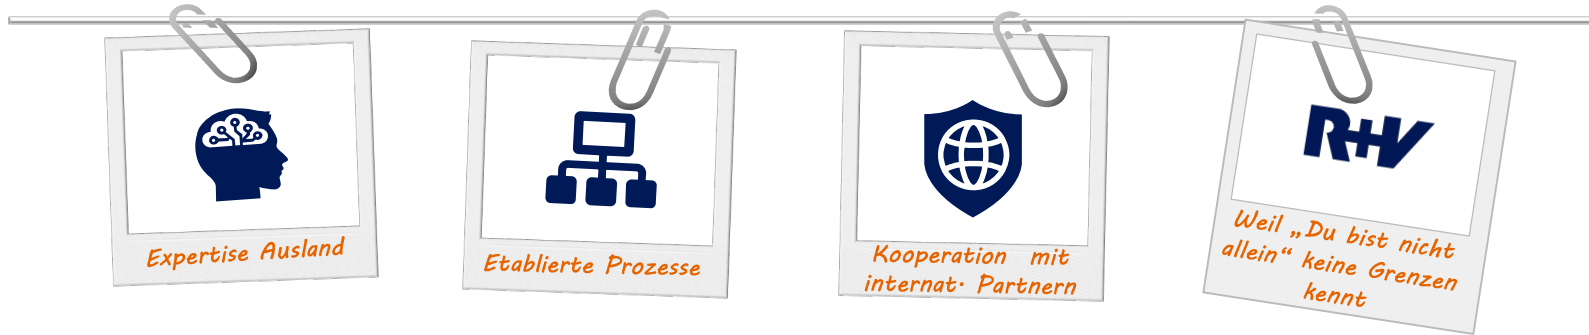 Expertise Ausland
Etablierte Prozesse
Kooperation mit
internat. Partnern
R+V
Weil „Du bist nicht
allein“ keine Grenzen
kennt